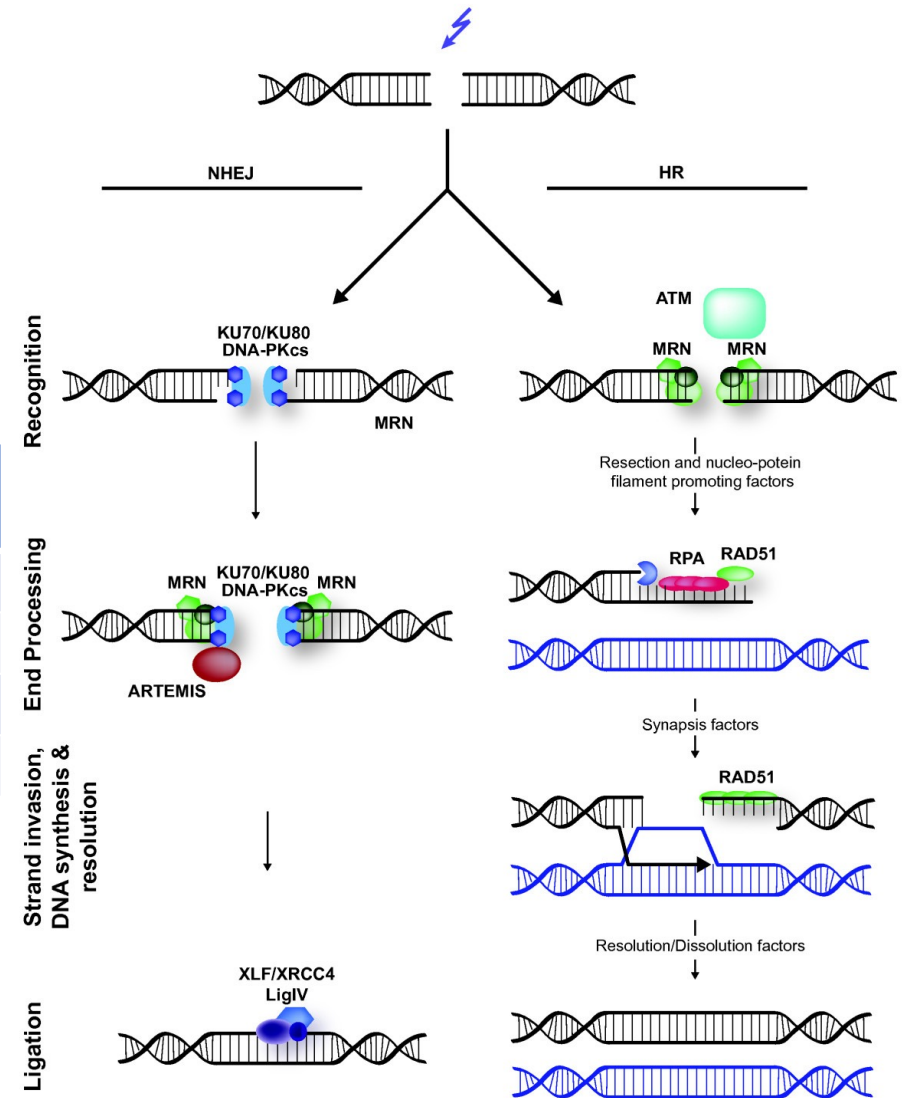 NHEJ
HR
Recognition
KU70/KU80
DNA-PKcs
MRN
ATM
MRN
MRN
Resection and nucleo-potein
filament promoting factors
End Processing
MRN
KU70/KU80
DNA-PKcs
MRN
ARTEMIS
RPA
RAD51
Synapsis factors
Strand invasion,
DNA synthesis &
resolution
RAD51
Resolution/Dissolution factors
Ligation
XLF/XRCC4
LigIV